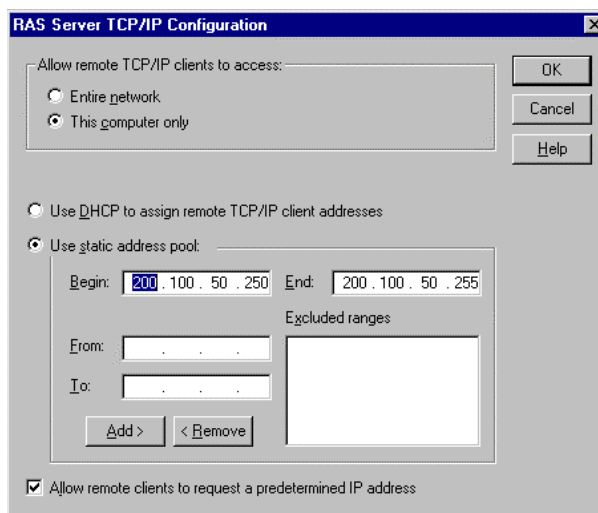 RAS Server TCP/IP Configuration
Allow remote TCP/IP clients to access:
Entire network
This computer only
OK
Cancel
Help
Use DHCP to assign remote TCP/IP client addresses
Use static address pool:
Begin: 200 . 100 . 50 . 250 End: 200 . 100 . 50 . 255
Excluded ranges
From: . . .
To: . . .
Add > < Remove
Allow remote clients to request a predetermined IP address